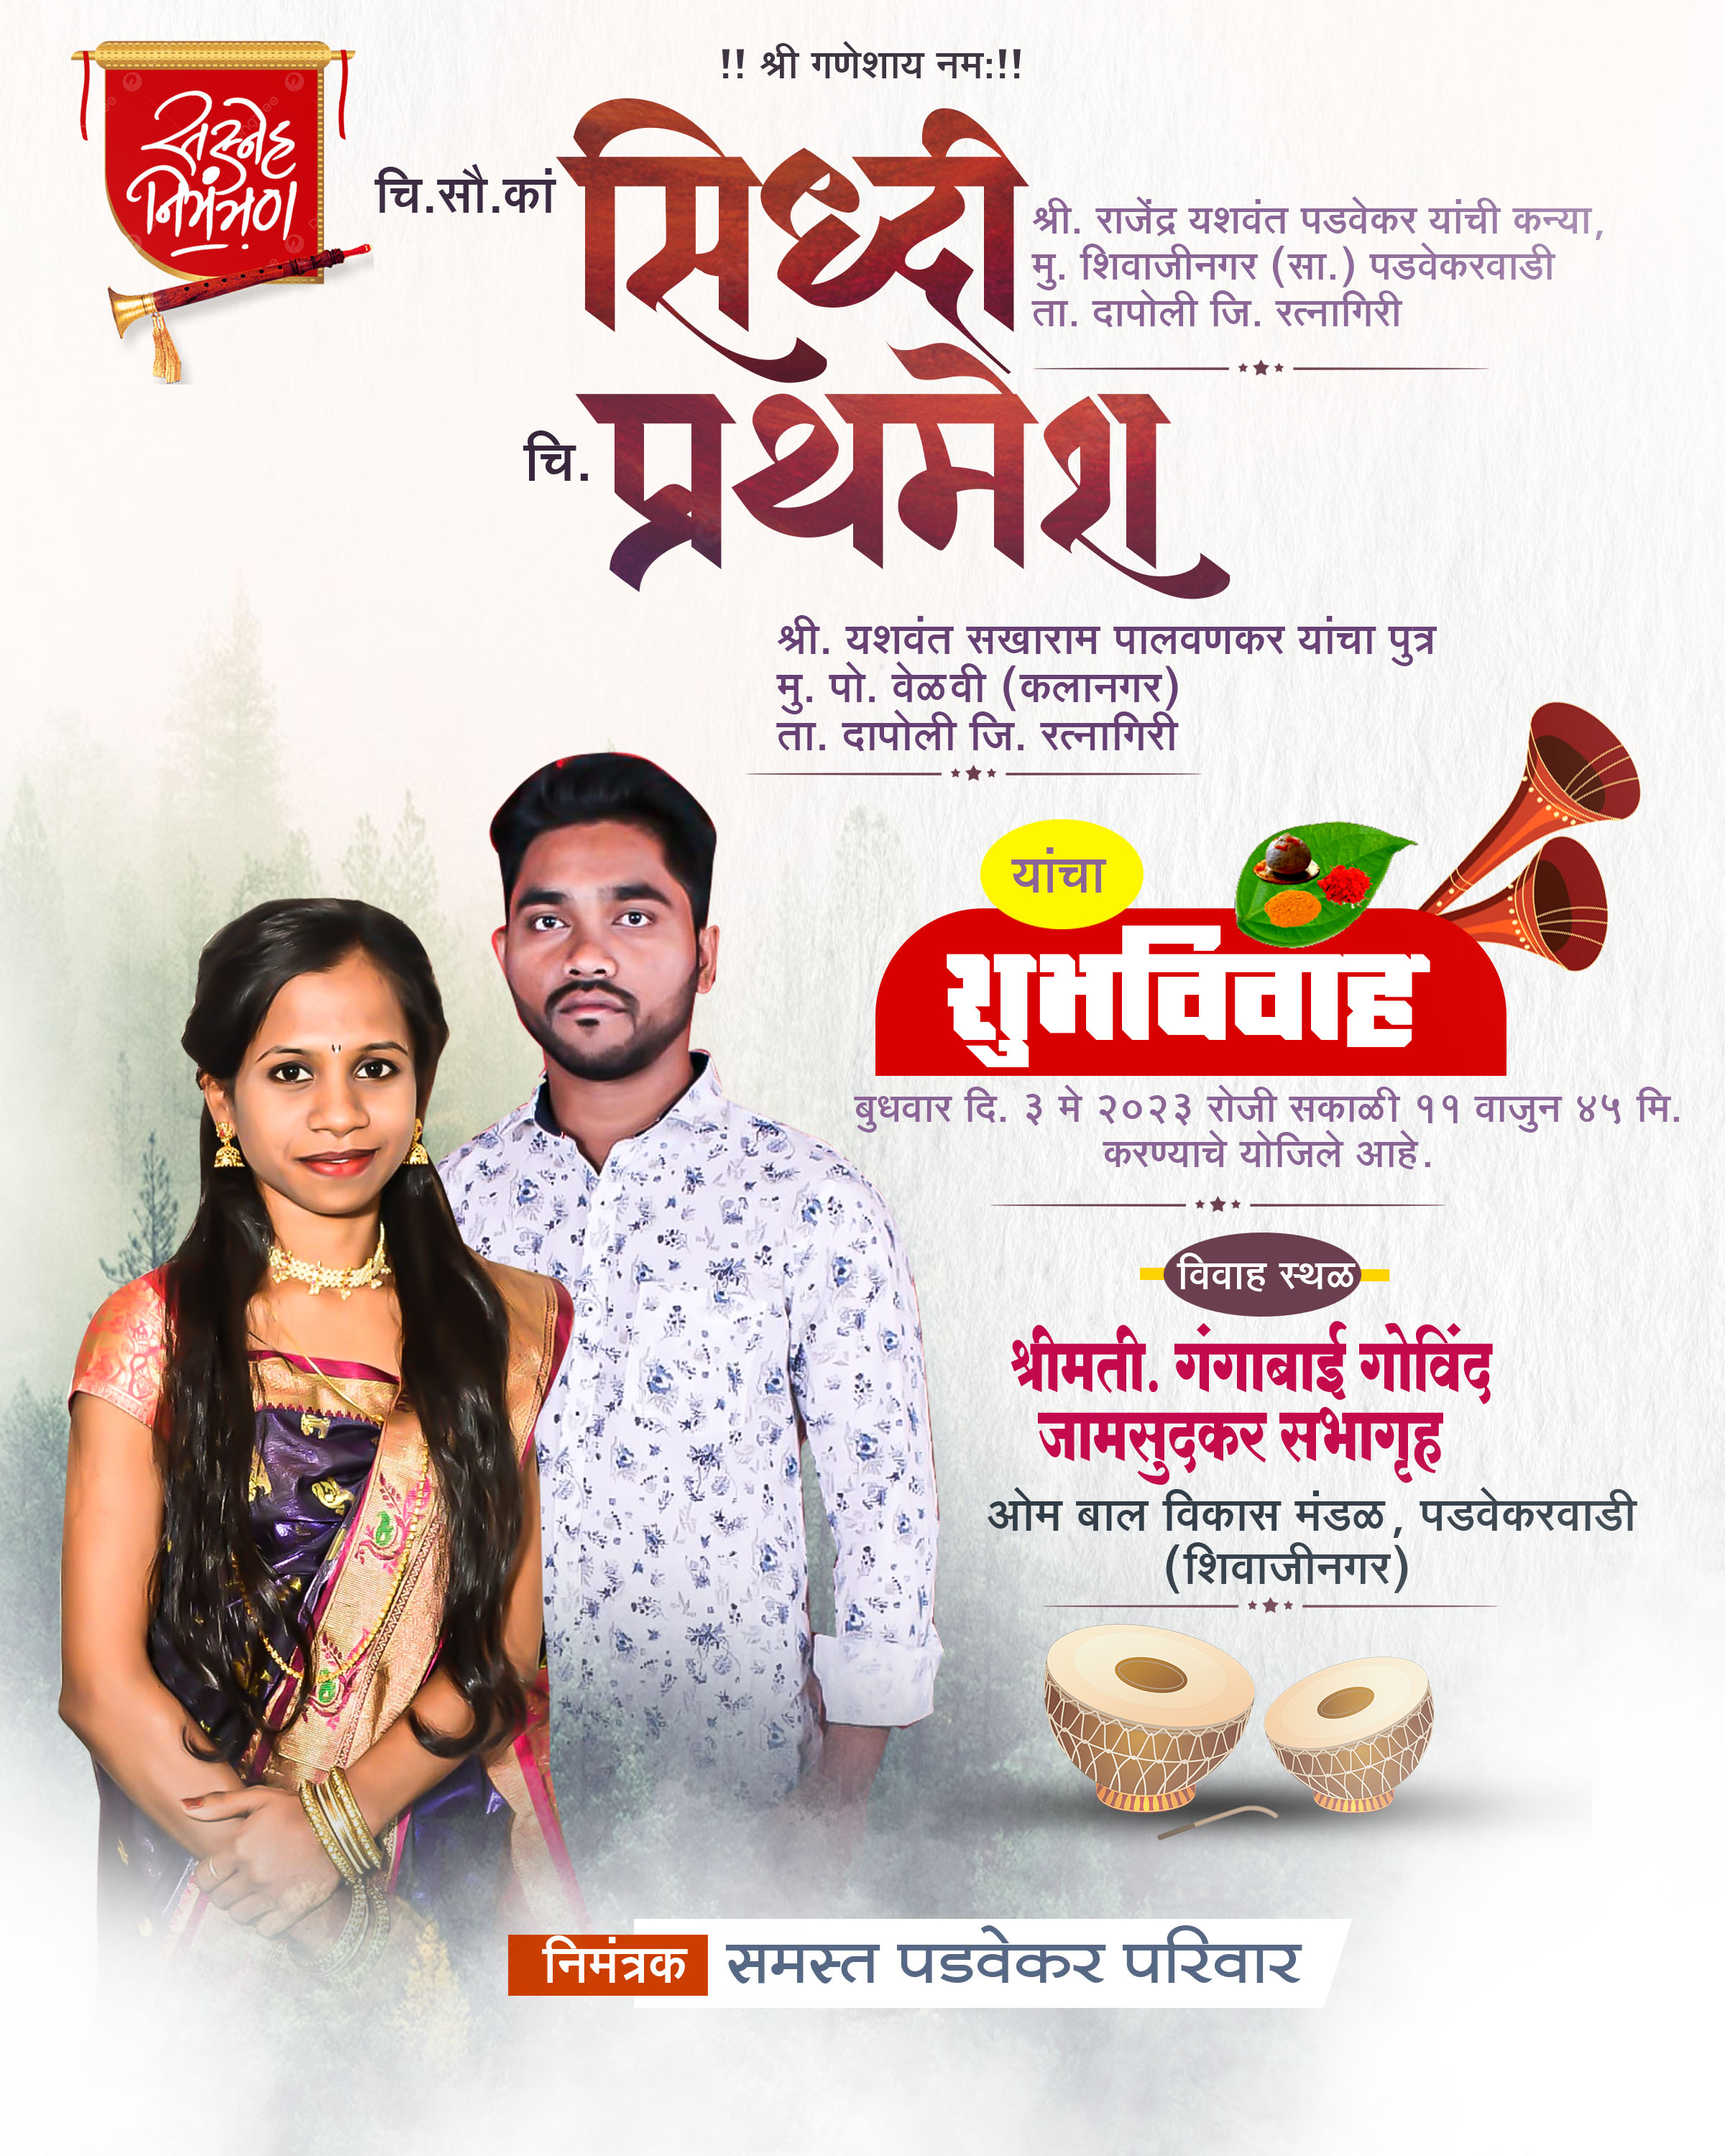 सस्नेह
निमंत्रण
!! श्री गणेशाय नम:!!
चि.सौ.कां
सिध्दी
श्री. राजेंद्र यशवंत पडवेकर यांची कन्या,
मु. शिवाजीनगर (सा.) पडवेकरवाडी
ता. दापोली जि. रत्नागिरी
चि.
प्रथमेश
श्री. यशवंत सखाराम पालवणकर यांचा पुत्र
मु. पो. वेळवी (कलानगर)
ता. दापोली जि. रत्नागिरी
यांचा
शुभविवाह
बुधवार दि. ३ मे २०२३ रोजी सकाळी ११ वाजुन ४५ मि.
करण्याचे योजिले आहे.
विवाह स्थळ
श्रीमती. गंगाबाई गोविंद
जामसुदकर सभागृह
ओम बाल विकास मंडळ, पडवेकरवाडी
(शिवाजीनगर)
निमंत्रक
समस्त पडवेकर परिवार